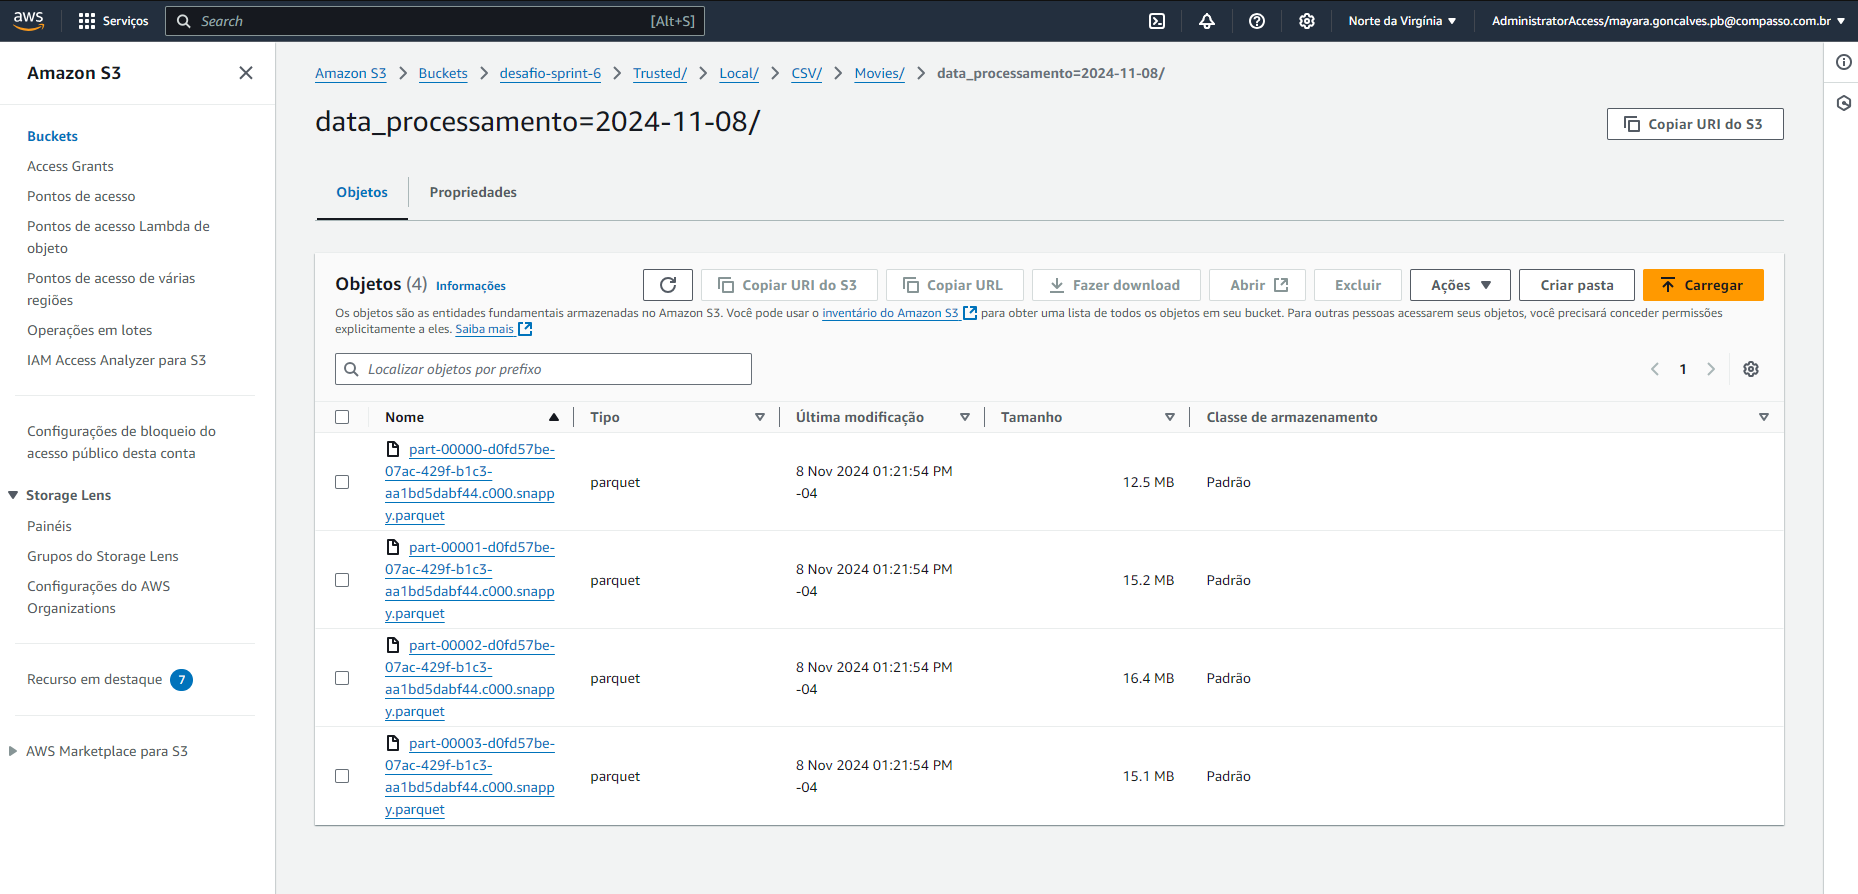 aws Serviços Search [Alt+S] Norte da Virgínia AdministratorAccess/mayara.goncalves.pb@compasso.com.br
Amazon S3
Buckets
Access Grants
Pontos de acesso
Pontos de acesso Lambda de
objeto
Pontos de acesso de várias
regiões
Operações em lotes
IAM Access Analyzer para S3
Configurações de bloqueio do
acesso público desta conta
Storage Lens
Painéis
Grupos do Storage Lens
Configurações do AWS
Organizations
Recurso em destaque 7
AWS Marketplace para S3
Amazon S3 Buckets desafio-sprint-6 Trusted/ Local/ CSV/ Movies/ data_processamento=2024-11-08/
data_processamento=2024-11-08/
Copiar URI do S3
Objetos Propriedades
Objetos (4) Informações
Copiar URI do S3 Copiar URL Fazer download Abrir Excluir Ações Criar pasta Carregar
Os objetos são as entidades fundamentais armazenadas no Amazon S3. Você pode usar o inventário do Amazon S3 para obter uma lista de todos os objetos em seu bucket. Para outras pessoas acessarem seus objetos, você precisará conceder permissões
explicitamente a eles. Saiba mais
Localizar objetos por prefixo
1
Nome Tipo Última modificação Tamanho Classe de armazenamento
part-00000-d0fd57be-
07ac-429f-b1c3-
aa1bd5dabf44.c000.snapp
y.parquet
parquet
8 Nov 2024 01:21:54 PM
-04
12.5 MB
Padrão
part-00001-d0fd57be-
07ac-429f-b1c3-
aa1bd5dabf44.c000.snapp
y.parquet
parquet
8 Nov 2024 01:21:54 PM
-04
15.2 MB
Padrão
part-00002-d0fd57be-
07ac-429f-b1c3-
aa1bd5dabf44.c000.snapp
y.parquet
parquet
8 Nov 2024 01:21:54 PM
-04
16.4 MB
Padrão
part-00003-d0fd57be-
07ac-429f-b1c3-
aa1bd5dabf44.c000.snapp
y.parquet
parquet
8 Nov 2024 01:21:54 PM
-04
15.1 MB
Padrão